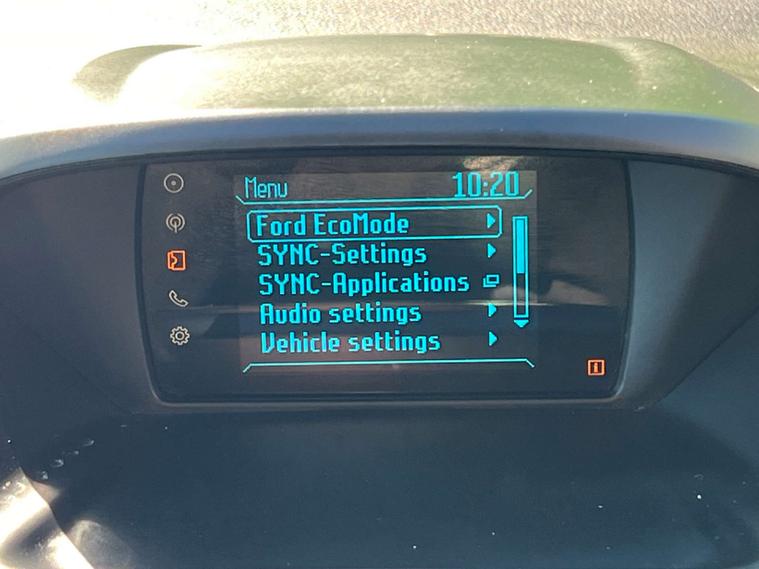 Menu 10:20
Ford EcoMode
SYNC-Settings
SYNC-Applications
Audio settings
Vehicle settings